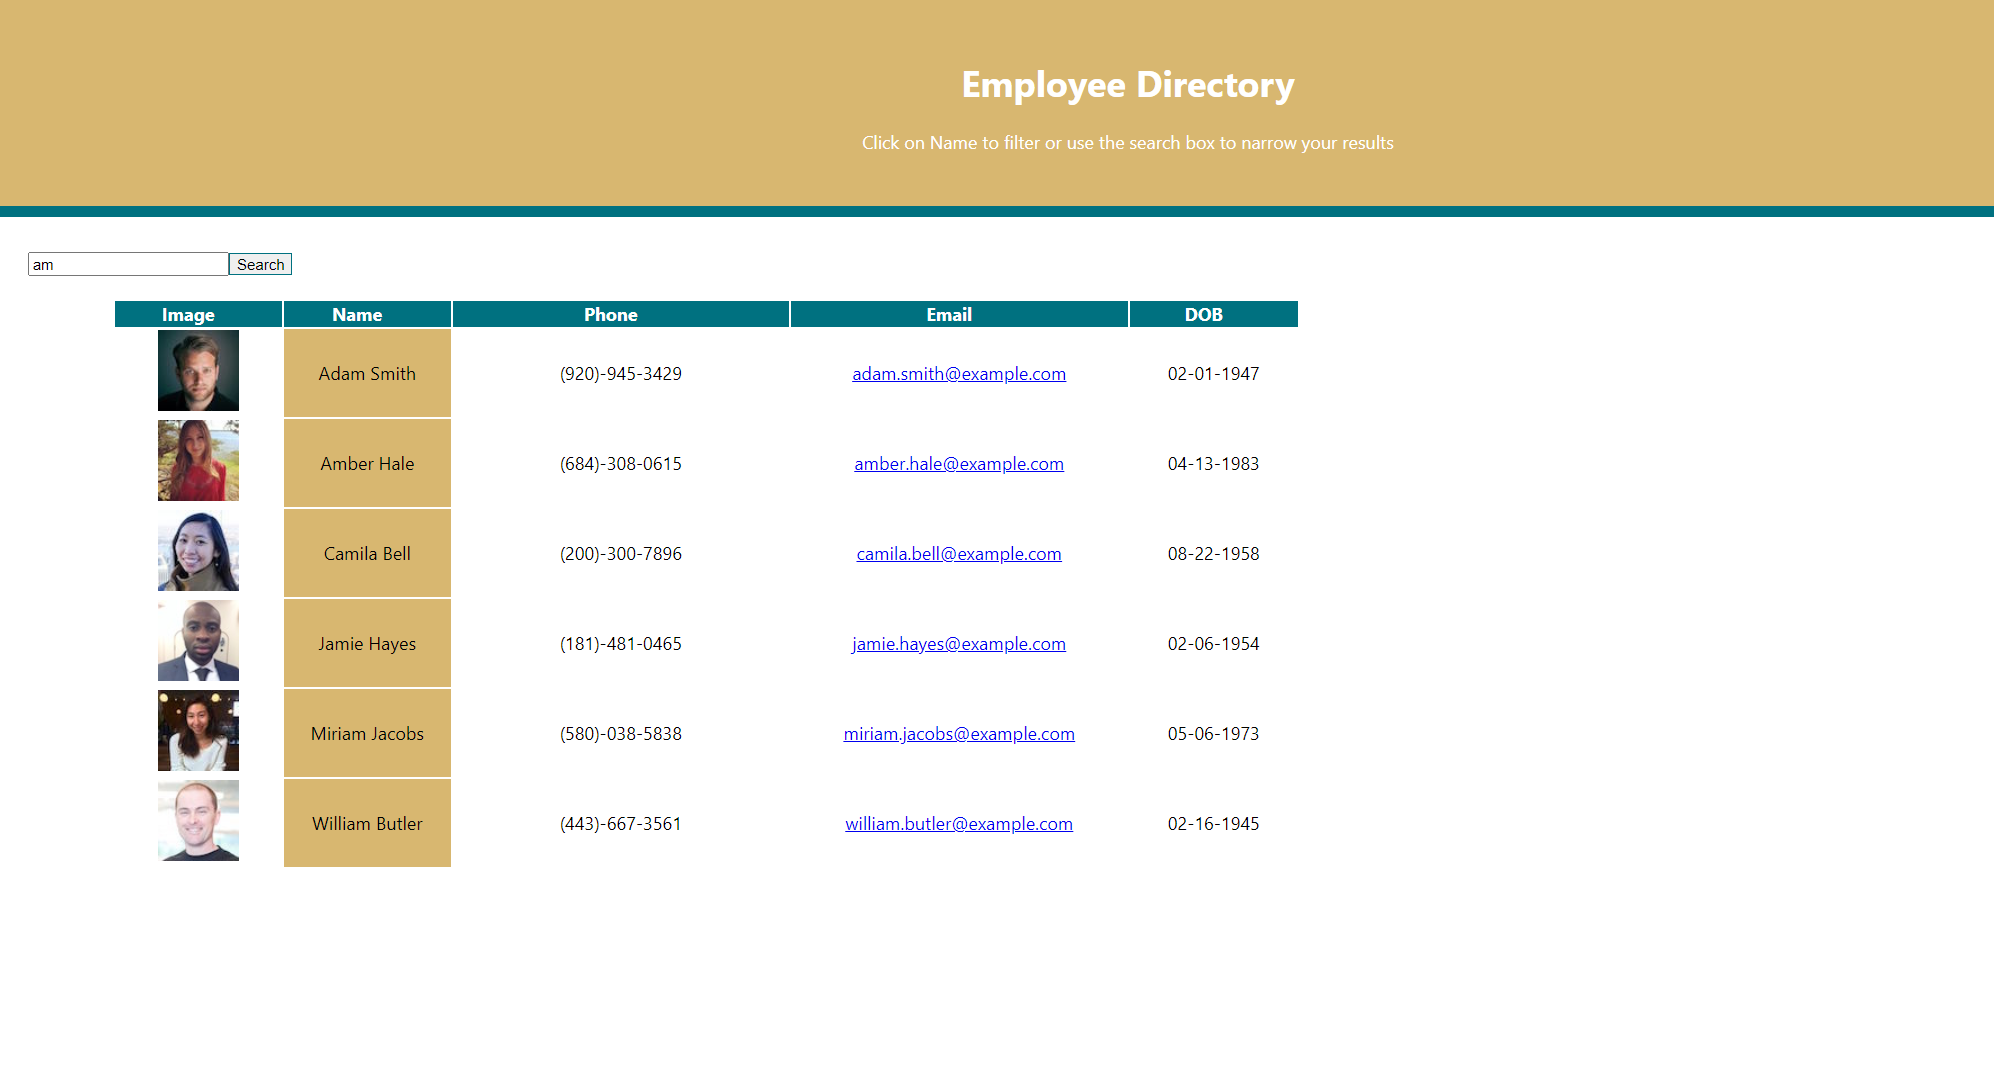 Employee Directory
Click on Name to filter or use the search box to narrow your results
am Search
Image Name Phone Email DOB
Adam Smith (920)-945-3429 adam.smith@example.com 02-01-1947
Amber Hale (684)-308-0615 amber.hale@example.com 04-13-1983
Camila Bell (200)-300-7896 camila.bell@example.com 08-22-1958
Jamie Hayes (181)-481-0465 jamie.hayes@example.com 02-06-1954
Miriam Jacobs (580)-038-5838 miriam.jacobs@example.com 05-06-1973
William Butler (443)-667-3561 william.butler@example.com 02-16-1945